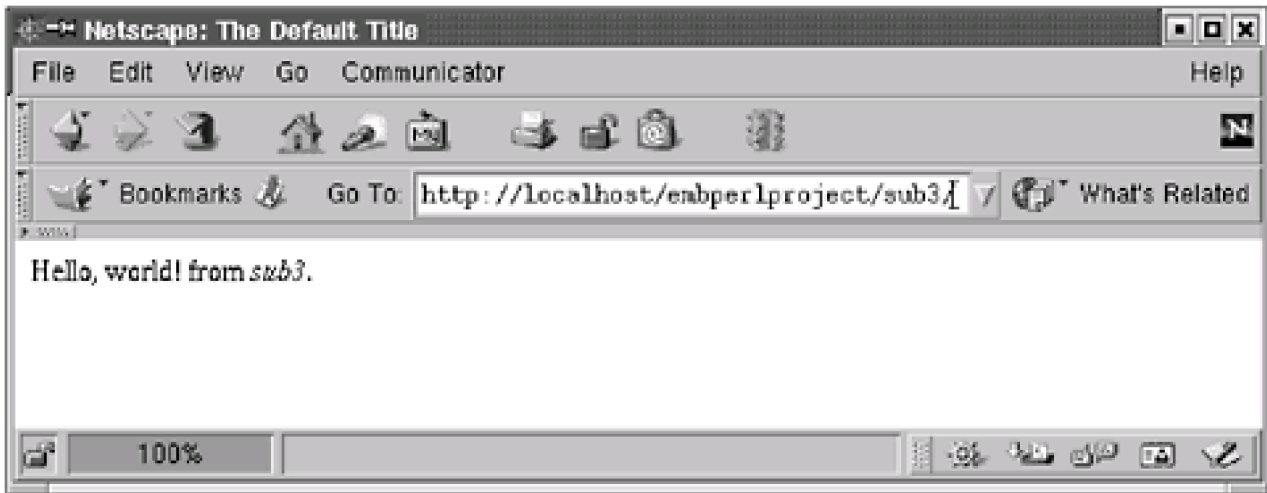 Netscape: The Default Title
File Edit View Go Communicator Help
My N
Bookmarks Go To: http://localhost/embperlproject/sub3/ What's Related
Hello, world! from sub3.
100%